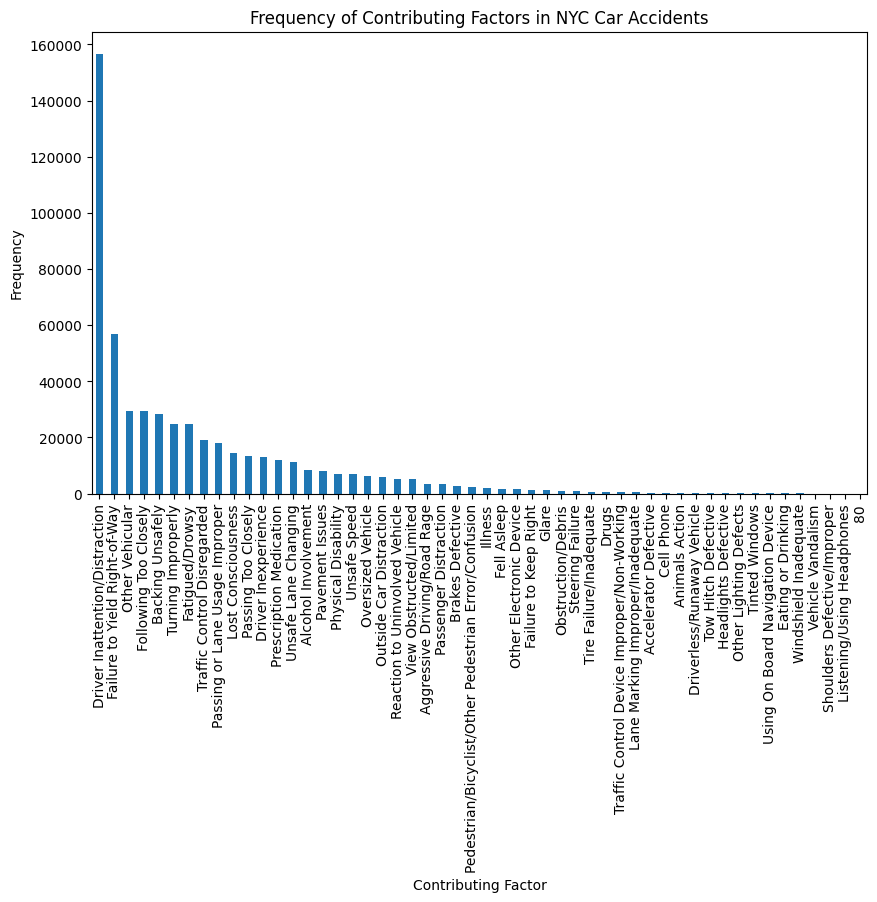 Frequency of Contributing Factors in NYC Car Accidents
160000
140000
120000
100000
80000
60000
40000
20000
0
Frequency
Driver Inattention/Distraction
Failure to Yield Right-of-Way
Other Vehicular
Following Too Closely
Backing Unsafely
Turning Improperly
Fatigued/Drowsy
Traffic Control Disregarded
Passing or Lane Usage Improper
Lost Consciousness
Passing Too Closely
Driver Inexperience
Prescription Medication
Unsafe Lane Changing
Alcohol Involvement
Pavement Issues
Physical Disability
Unsafe Speed
Oversized Vehicle
Outside Car Distraction
Reaction to Uninvolved Vehicle
View Obstructed/Limited
Aggressive Driving/Road Rage
Passenger Distraction
Brakes Defective
Pedestrian/Bicyclist/Other Pedestrian Error/Confusion
Illness
Fell Asleep
Other Electronic Device
Failure to Keep Right
Glare
Obstruction/Debris
Steering Failure
Tire Failure/Inadequate
Drugs
Traffic Control Device Improper/Non-Working
Lane Marking Improper/Inadequate
Accelerator Defective
Cell Phone
Animals Action
Driverless/Runaway Vehicle
Tow Hitch Defective
Headlights Defective
Other Lighting Defects
Tinted Windows
Using On Board Navigation Device
Eating or Drinking
Windshield Inadequate
Vehicle Vandalism
Shoulders Defective/Improper
Listening/Using Headphones
80
Contributing Factor